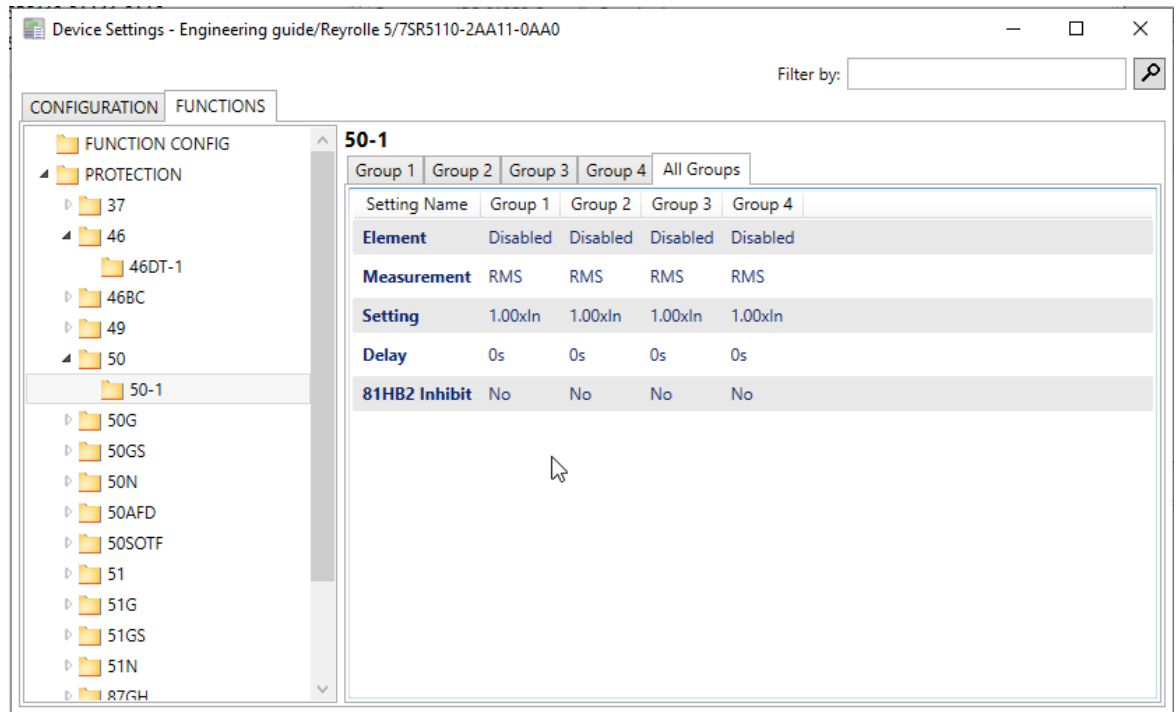 Device Settings - Engineering guide/Reyrolle 5/7SR5110-2AA11-0AA0
Filter by:
CONFIGURATION FUNCTIONS
FUNCTION CONFIG
PROTECTION
37
46
46DT-1
46BC
49
50
50-1
50G
50GS
50N
50AFD
50SOTF
51
51G
51GS
51N
87GH
50-1
Group 1 Group 2 Group 3 Group 4 All Groups
Setting Name Group 1 Group 2 Group 3 Group 4
Element Disabled Disabled Disabled Disabled
Measurement RMS RMS RMS RMS
Setting 1.00xIn 1.00xIn 1.00xIn 1.00xIn
Delay 0s 0s 0s 0s
81HB2 Inhibit No No No No